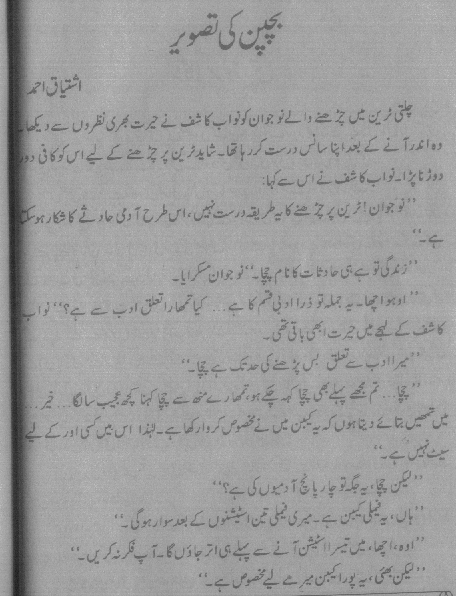 بچپن کی تصویر
اشتیاق احمد
چلتی ٹرین میں چڑھنے والے نوجوان کو نواب کاشف نے حیرت بھری نظروں سے دیکھا۔
وہ اندر آنے کے بعد اپنا سانس درست کر رہا تھا۔ شاید ٹرین پر چڑھنے کے لیے اس کو کافی دور
دوڑنا پڑا۔ نواب کاشف نے اس سے کہا:
’’نوجوان! ٹرین پر چڑھنے کا یہ طریقہ درست نہیں، اس طرح آدمی حادثے کا شکار ہو سکتا
ہے۔‘‘
’’زندگی تو ہے ہی حادثات کا نام چچا۔‘‘ نوجوان مسکرایا۔
’’اوہو اچھا۔ یہ جملہ تو ذرا ادبی قسم کا ہے... کیا تمھارا تعلق ادب سے ہے؟‘‘ نواب
کاشف کے لہجے میں حیرت ابھی باقی تھی۔
’’میرا ادب سے تعلق بس پڑھنے کی حد تک ہے چچا۔‘‘
’’چچا... تم مجھے پہلے بھی چچا کہہ چکے ہو، تمھارے منھ سے چچا کہنا کچھ عجیب سا لگا... خیر...
میں تمھیں بتائے دیتا ہوں کہ یہ کیبن میں نے مخصوص کروا رکھا ہے۔ لہٰذا اس میں کسی اور کے لیے
سیٹ نہیں ہے۔‘‘
’’لیکن چچا، یہ جگہ تو چار پانچ آدمیوں کی ہے؟‘‘
’’ہاں، یہ فیملی کیبن ہے۔ میری فیملی تین اسٹیشنوں کے بعد سوار ہوگی۔‘‘
’’اوہ، اچھا، میں تیسرا اسٹیشن آنے سے پہلے ہی اتر جاؤں گا۔ آپ فکر نہ کریں۔‘‘
’’لیکن بھئی، یہ پورا کیبن میرے لیے مخصوص ہے۔‘‘